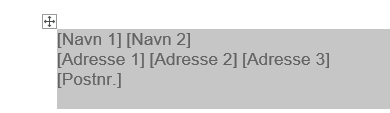 [Navn 1] [Navn 2]
[Adresse 1] [Adresse 2] [Adresse 3]
[Postnr.]